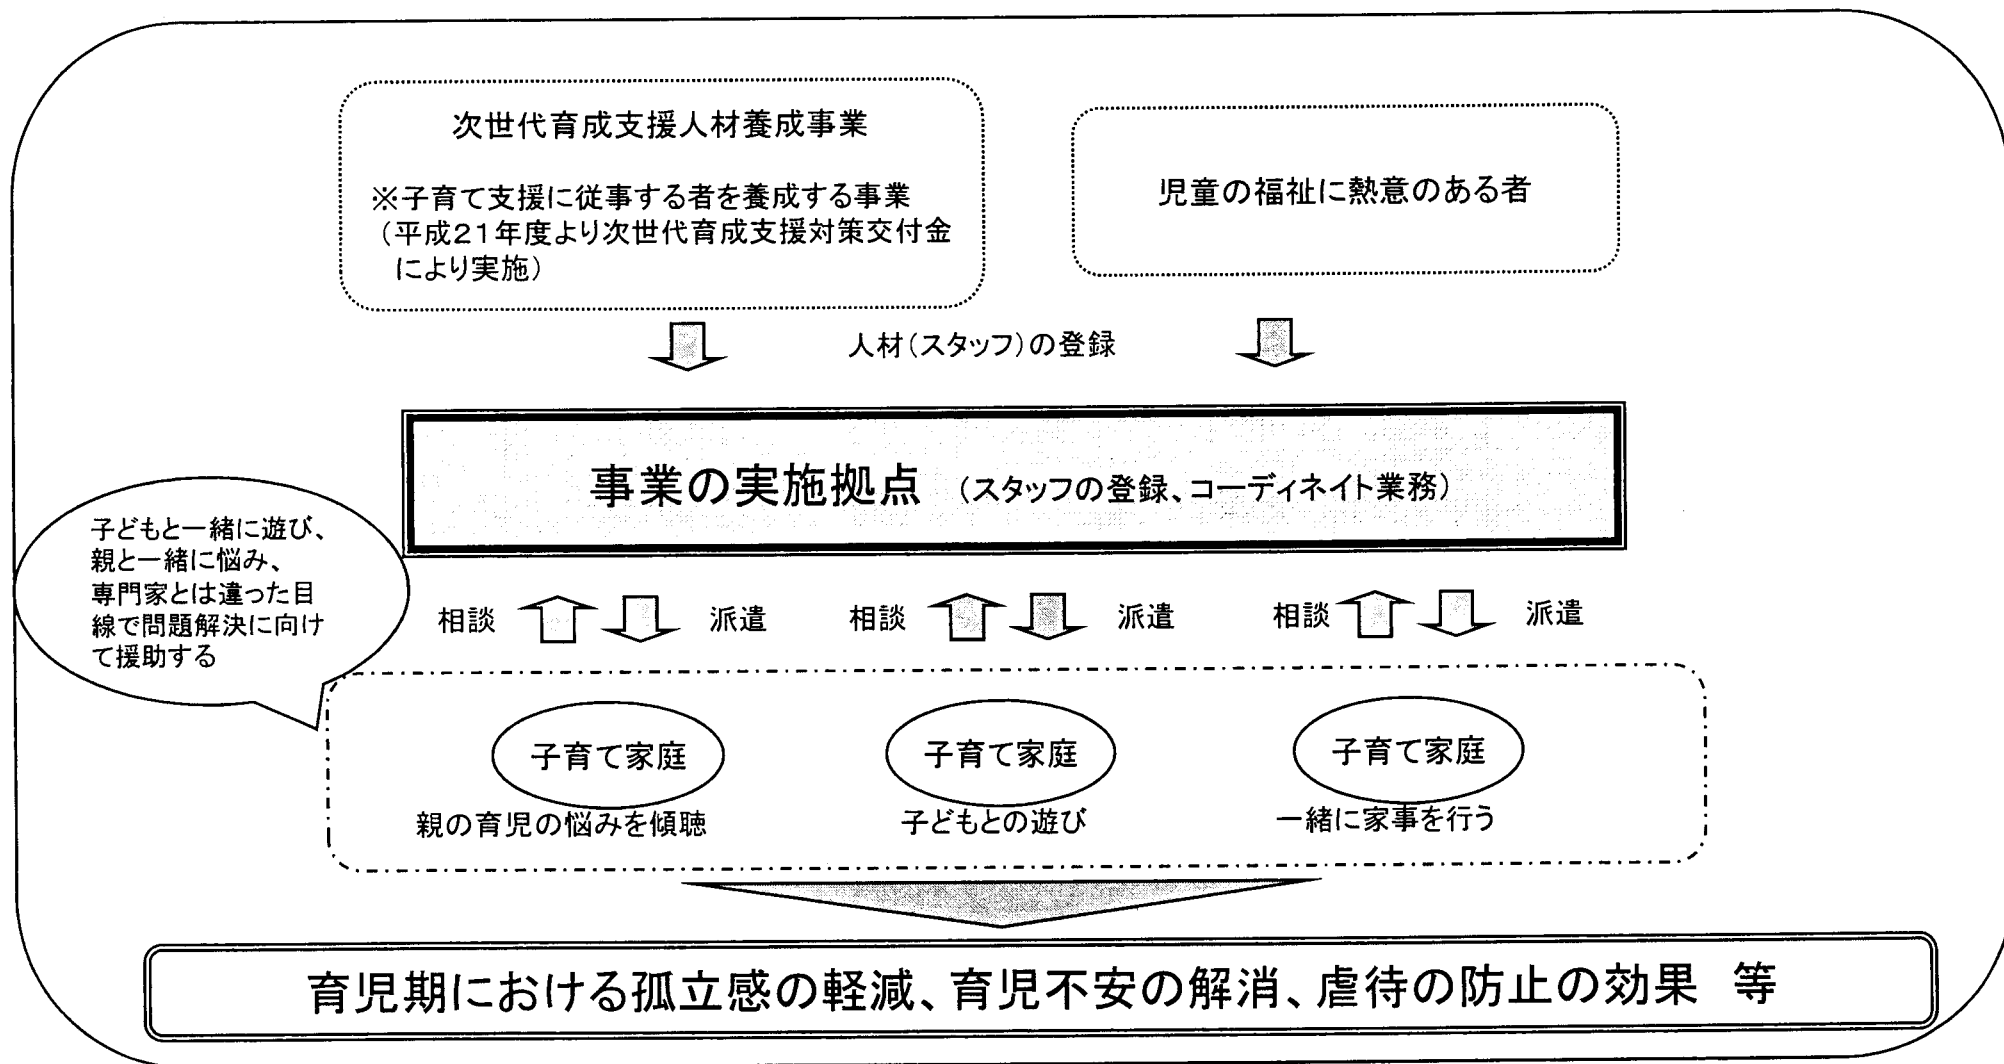 次世代育成支援人材養成事業
※子育て支援に従事する者を養成する事業
（平成21年度より次世代育成支援対策交付金
により実施）
児童の福祉に熱意のある者
人材（スタッフ）の登録
事業の実施拠点 （スタッフの登録、コーディネイト業務）
子どもと一緒に遊び、
親と一緒に悩み、
専門家とは違った目
線で問題解決に向け
て援助する
相談 派遣 相談 派遣 相談 派遣
子育て家庭 子育て家庭 子育て家庭
親の育児の悩みを傾聴 子どもとの遊び 一緒に家事を行う
育児期における孤立感の軽減、育児不安の解消、虐待の防止の効果 等